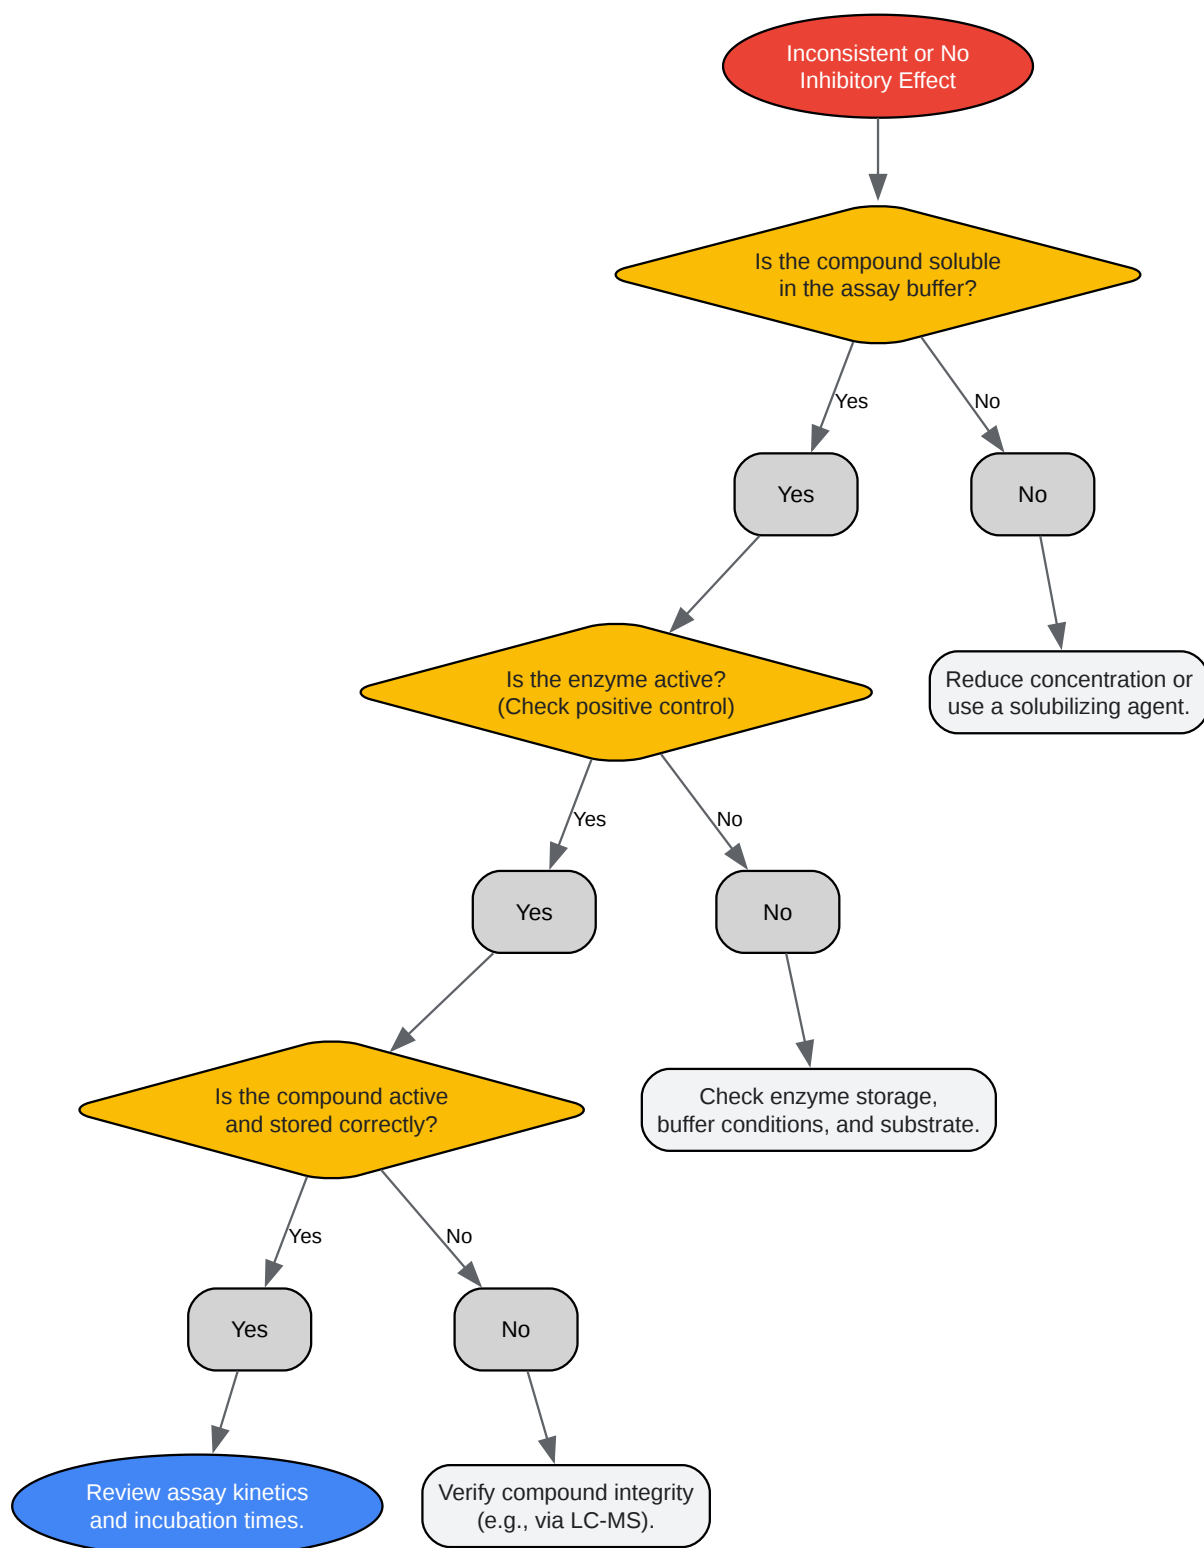 Inconsistent or No
Inhibitory Effect
Is the compound soluble
in the assay buffer?
Yes
No
Yes
No
Reduce concentration or
use a solubilizing agent.
Is the enzyme active?
(Check positive control)
Yes
No
Yes
No
Check enzyme storage,
buffer conditions, and substrate.
Is the compound active
and stored correctly?
Yes
No
Yes
No
Review assay kinetics
and incubation times.
Verify compound integrity
(e.g., via LC-MS).